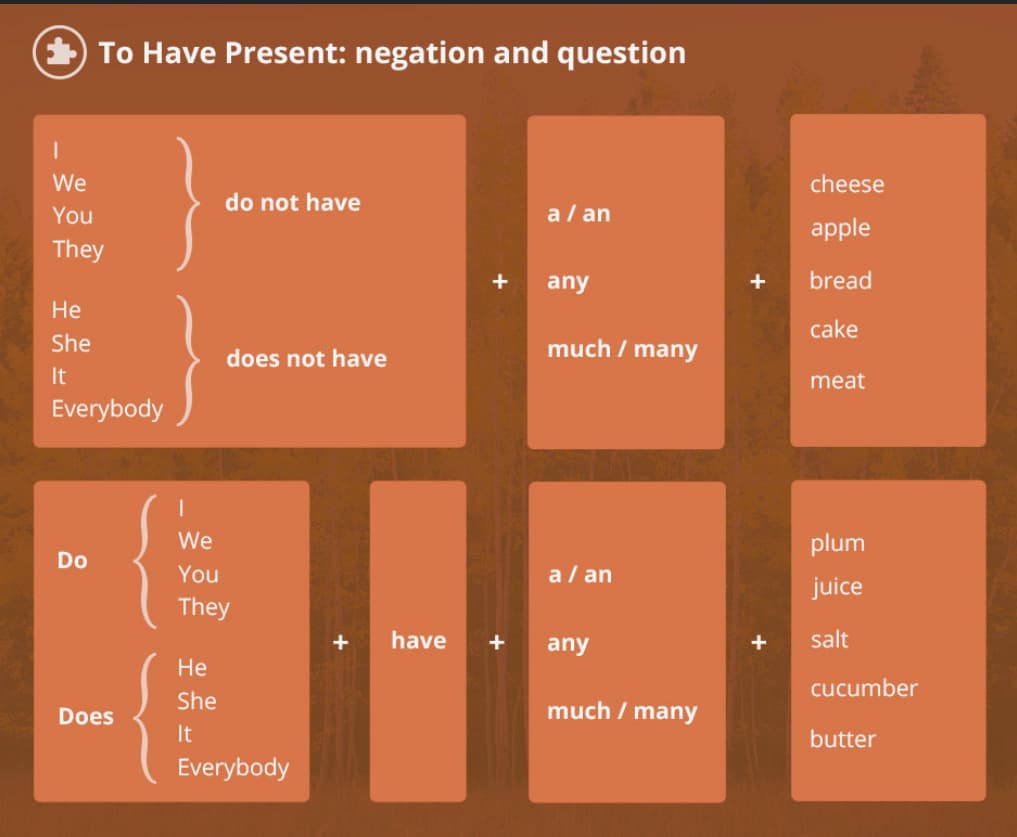 To Have Present: negation and question
I
We
You
They
do not have
He
She
It
Everybody
does not have
+
a / an
any
much / many
+
cheese
apple
bread
cake
meat
Do
I
We
You
They
Does
He
She
It
Everybody
+
have
+
a / an
any
much / many
+
plum
juice
salt
cucumber
butter